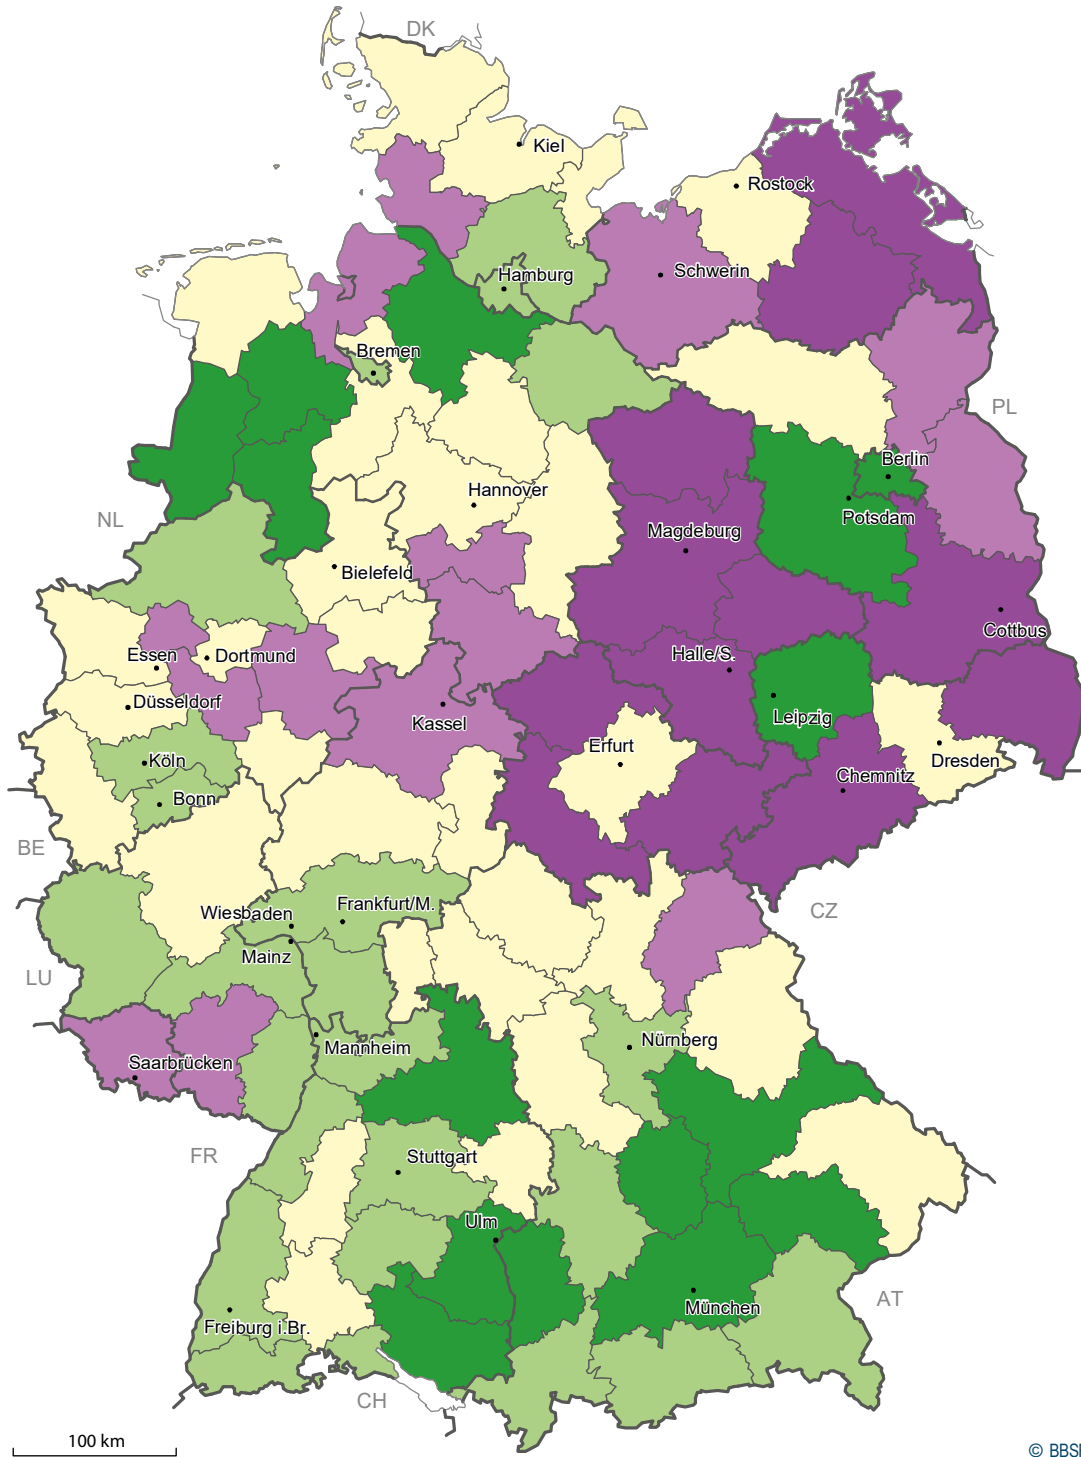 DK
Kiel
Rostock
Schwerin
Hamburg
Bremen
PL
Berlin
NL
Hannover
Potsdam
Magdeburg
Bielefeld
Cottbus
Essen
Dortmund
Halle/S.
Düsseldorf
Leipzig
Kassel
Erfurt
Köln
Dresden
Chemnitz
Bonn
BE
Frankfurt/M.
Wiesbaden
CZ
Mainz
LU
Nürnberg
Mannheim
Saarbrücken
FR
Stuttgart
Ulm
AT
München
Freiburg i.Br.
CH
100 km
© BBS